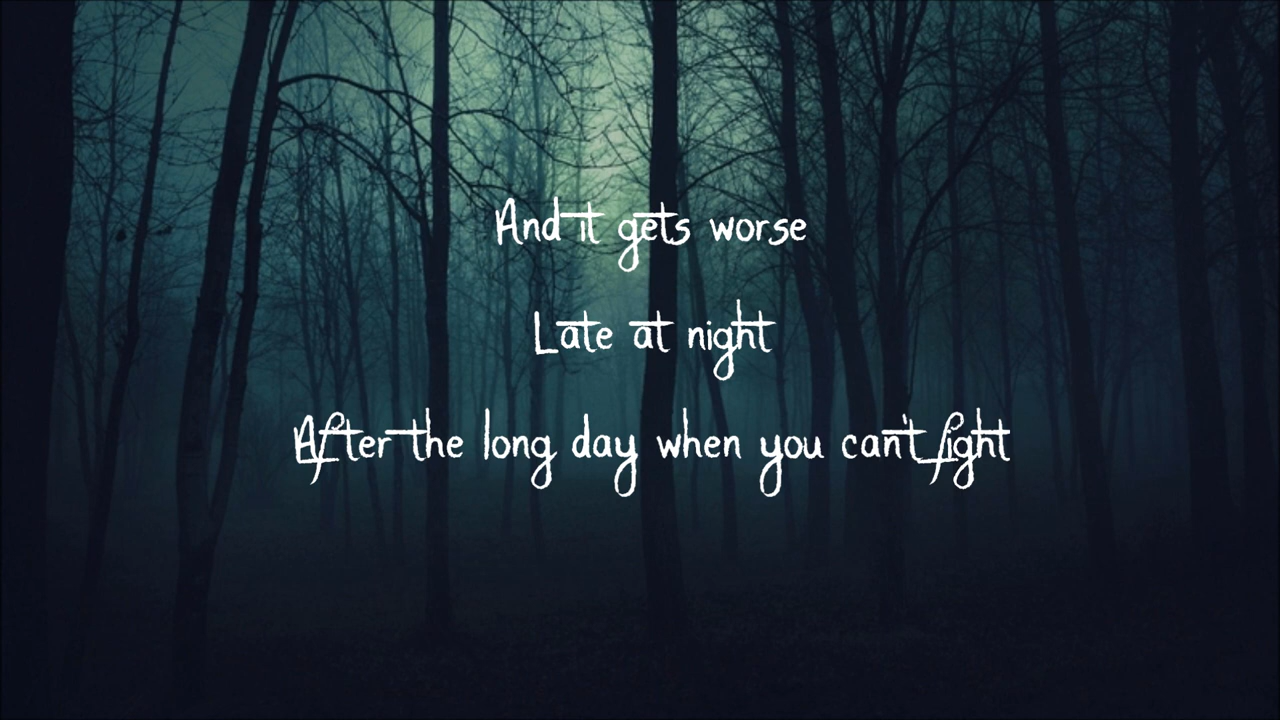 And it gets worse
Late at night
After the long day when you can't fight